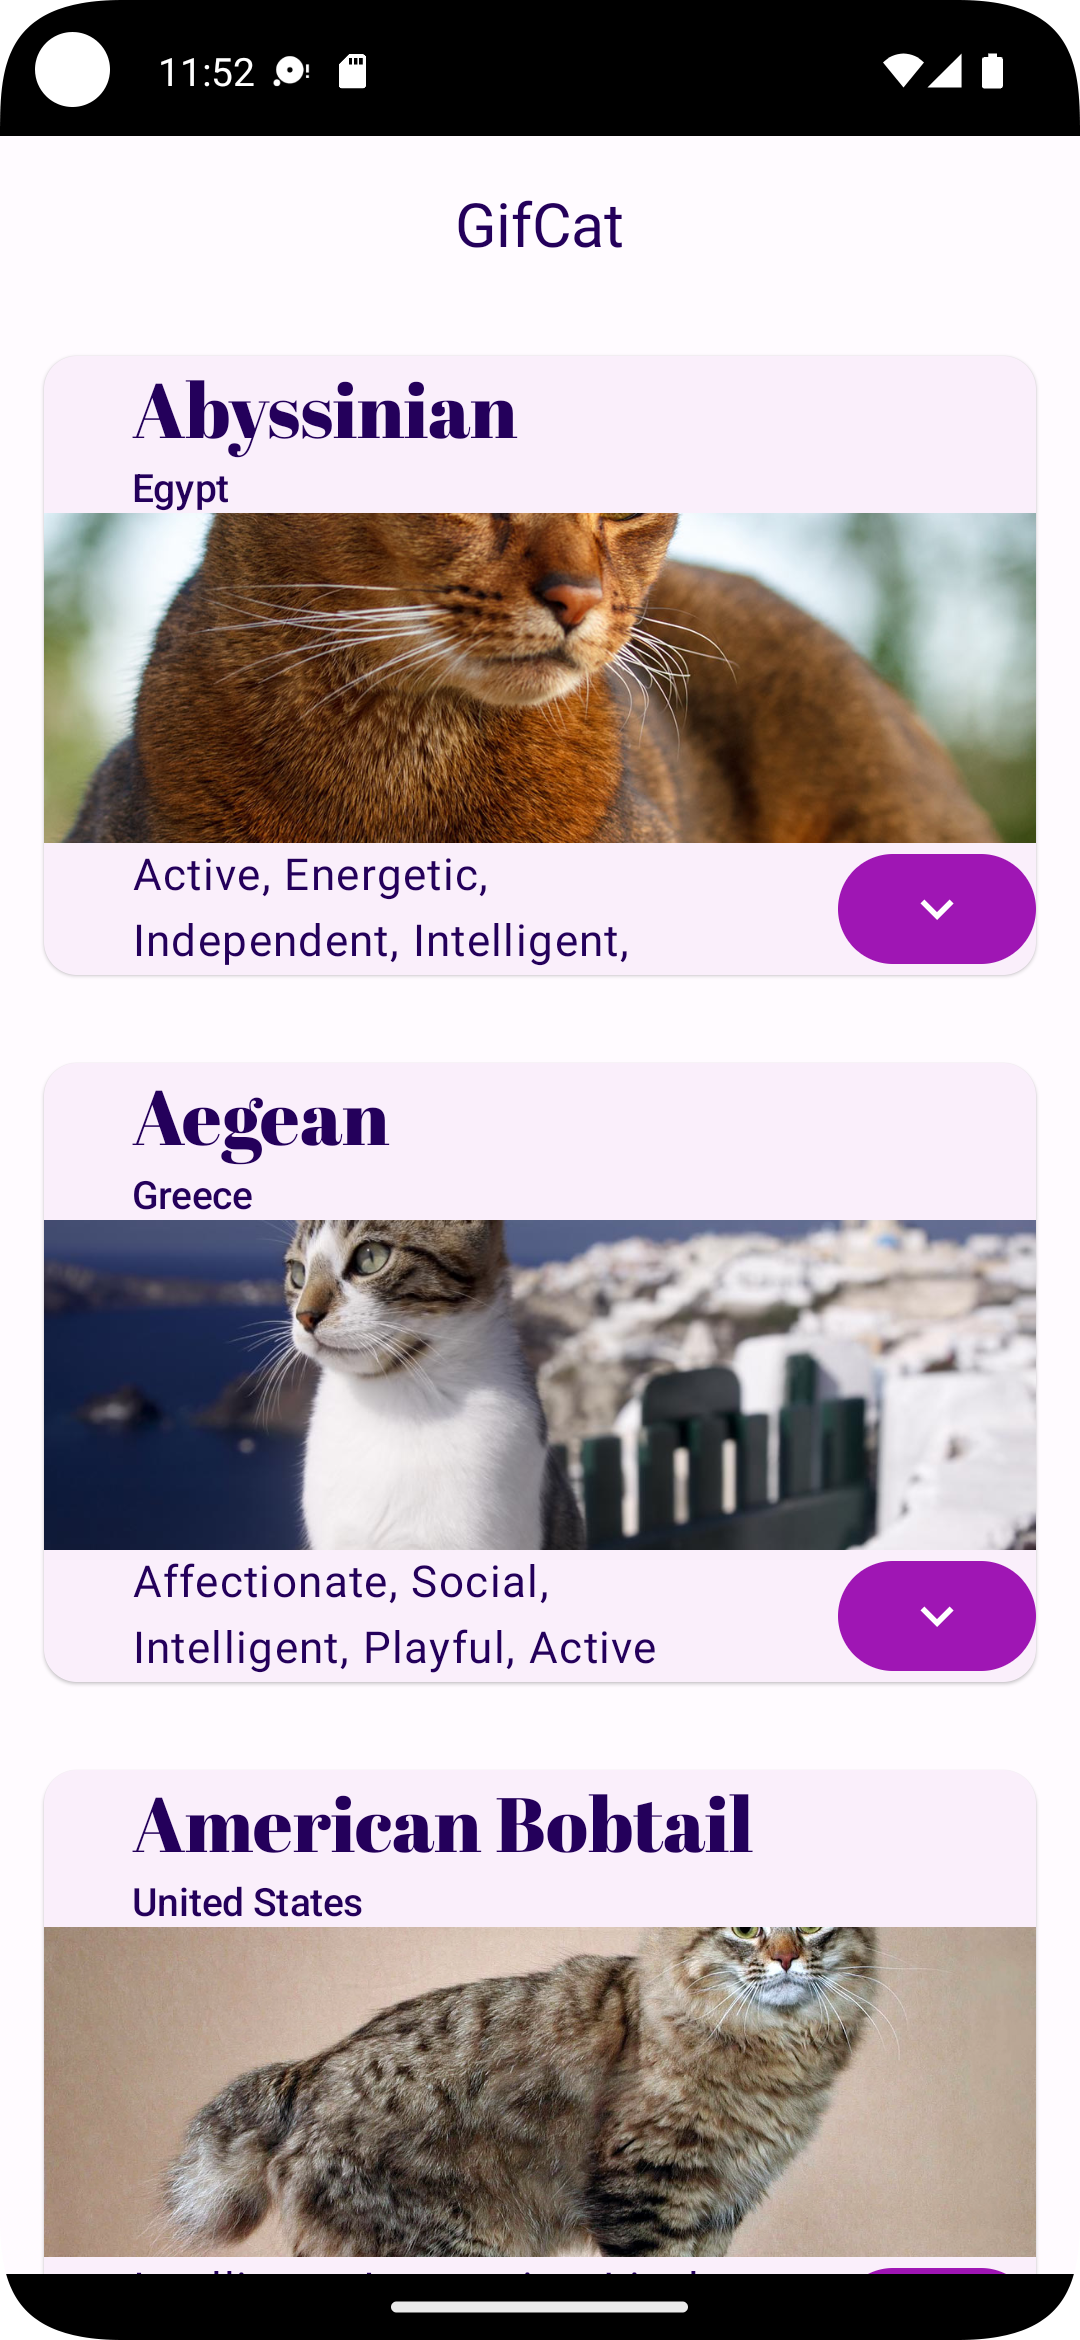 11:52
GifCat
Abyssinian
Egypt
Active, Energetic,
Independent, Intelligent,
Aegean
Greece
Affectionate, Social,
Intelligent, Playful, Active
American Bobtail
United States